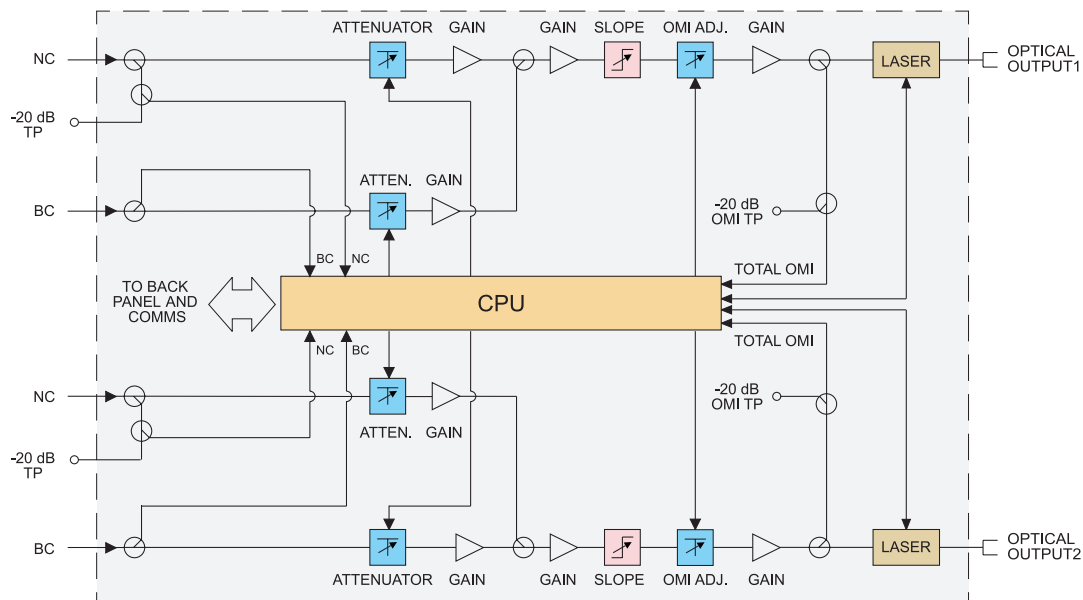 ATTENUATOR GAIN GAIN SLOPE OMI ADJ. GAIN
NC
LASER
OPTICAL
OUTPUT1
-20 dB
TP
ATTEN. GAIN
BC
-20 dB
OMI TP
BC NC
TOTAL OMI
TO BACK
PANEL AND
COMMS
CPU
NC BC
TOTAL OMI
NC
-20 dB
OMI TP
ATTEN. GAIN
-20 dB
TP
BC
LASER
OPTICAL
OUTPUT2
ATTENUATOR GAIN GAIN SLOPE OMI ADJ. GAIN